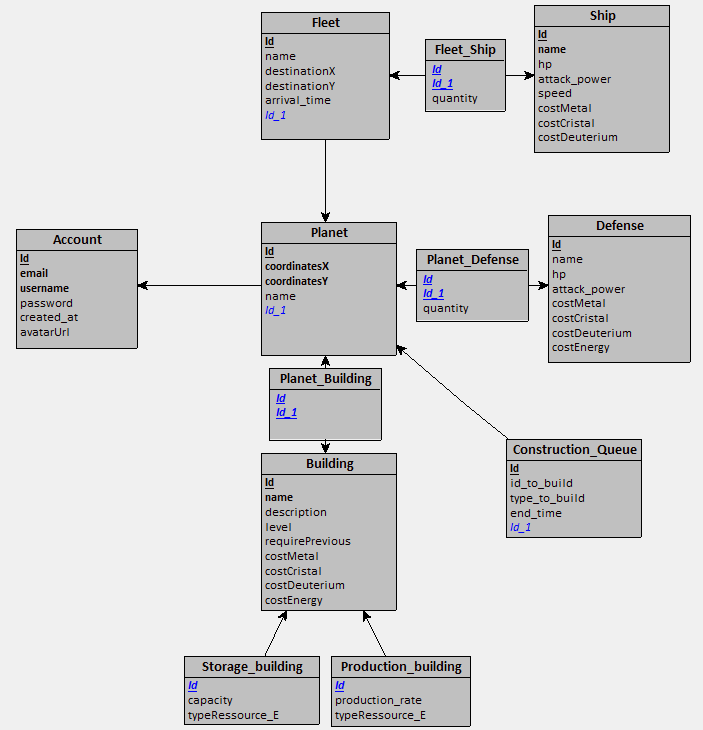 Fleet
Id
name
destinationX
destinationY
arrival_time
Id_1
Fleet_Ship
Id
Id_1
quantity
Ship
Id
name
hp
attack_power
speed
costMetal
costCristal
costDeuterium
Account
Id
email
username
password
created_at
avatarUrl
Planet
Id
coordinatesX
coordinatesY
name
Id_1
Planet_Defense
Id
Id_1
quantity
Defense
Id
name
hp
attack_power
costMetal
costCristal
costDeuterium
costEnergy
Planet_Building
Id
Id_1
Construction_Queue
Id
id_to_build
type_to_build
end_time
Id_1
Building
Id
name
description
level
requirePrevious
costMetal
costCristal
costDeuterium
costEnergy
Storage_building
Id
capacity
typeRessource_E
Production_building
Id
production_rate
typeRessource_E